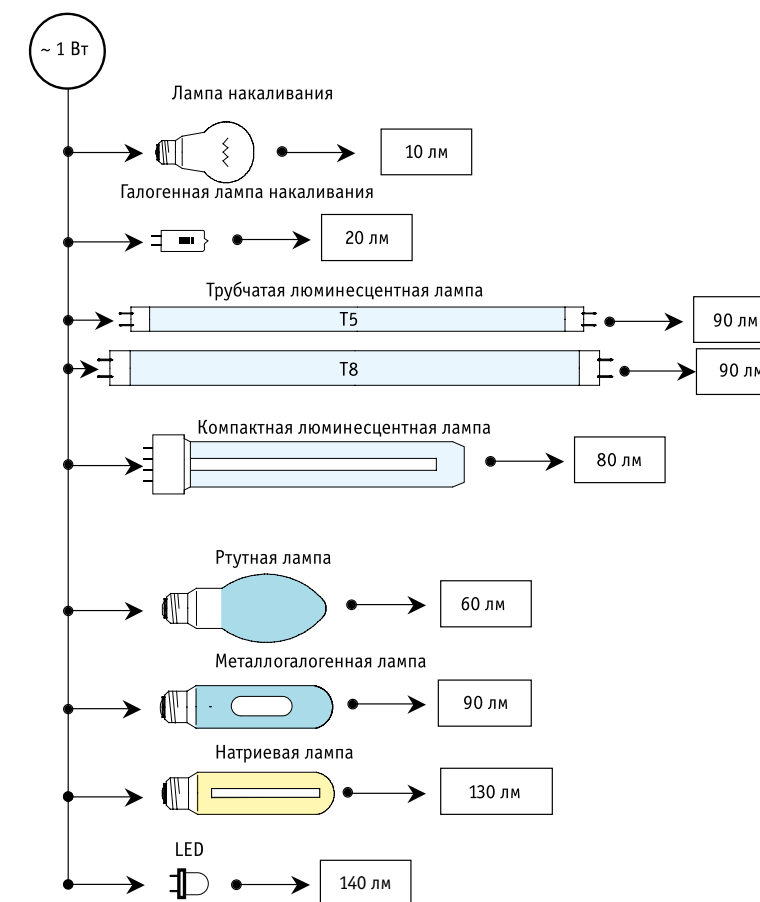 ~ 1 Вт
Лампа накаливания
10 лм
Галогенная лампа накаливания
20 лм
Трубчатая люминесцентная лампа
T5
90 лм
T8
90 лм
Компактная люминесцентная лампа
80 лм
Ртутная лампа
60 лм
Металлогалогенная лампа
90 лм
Натриевая лампа
130 лм
LED
140 лм